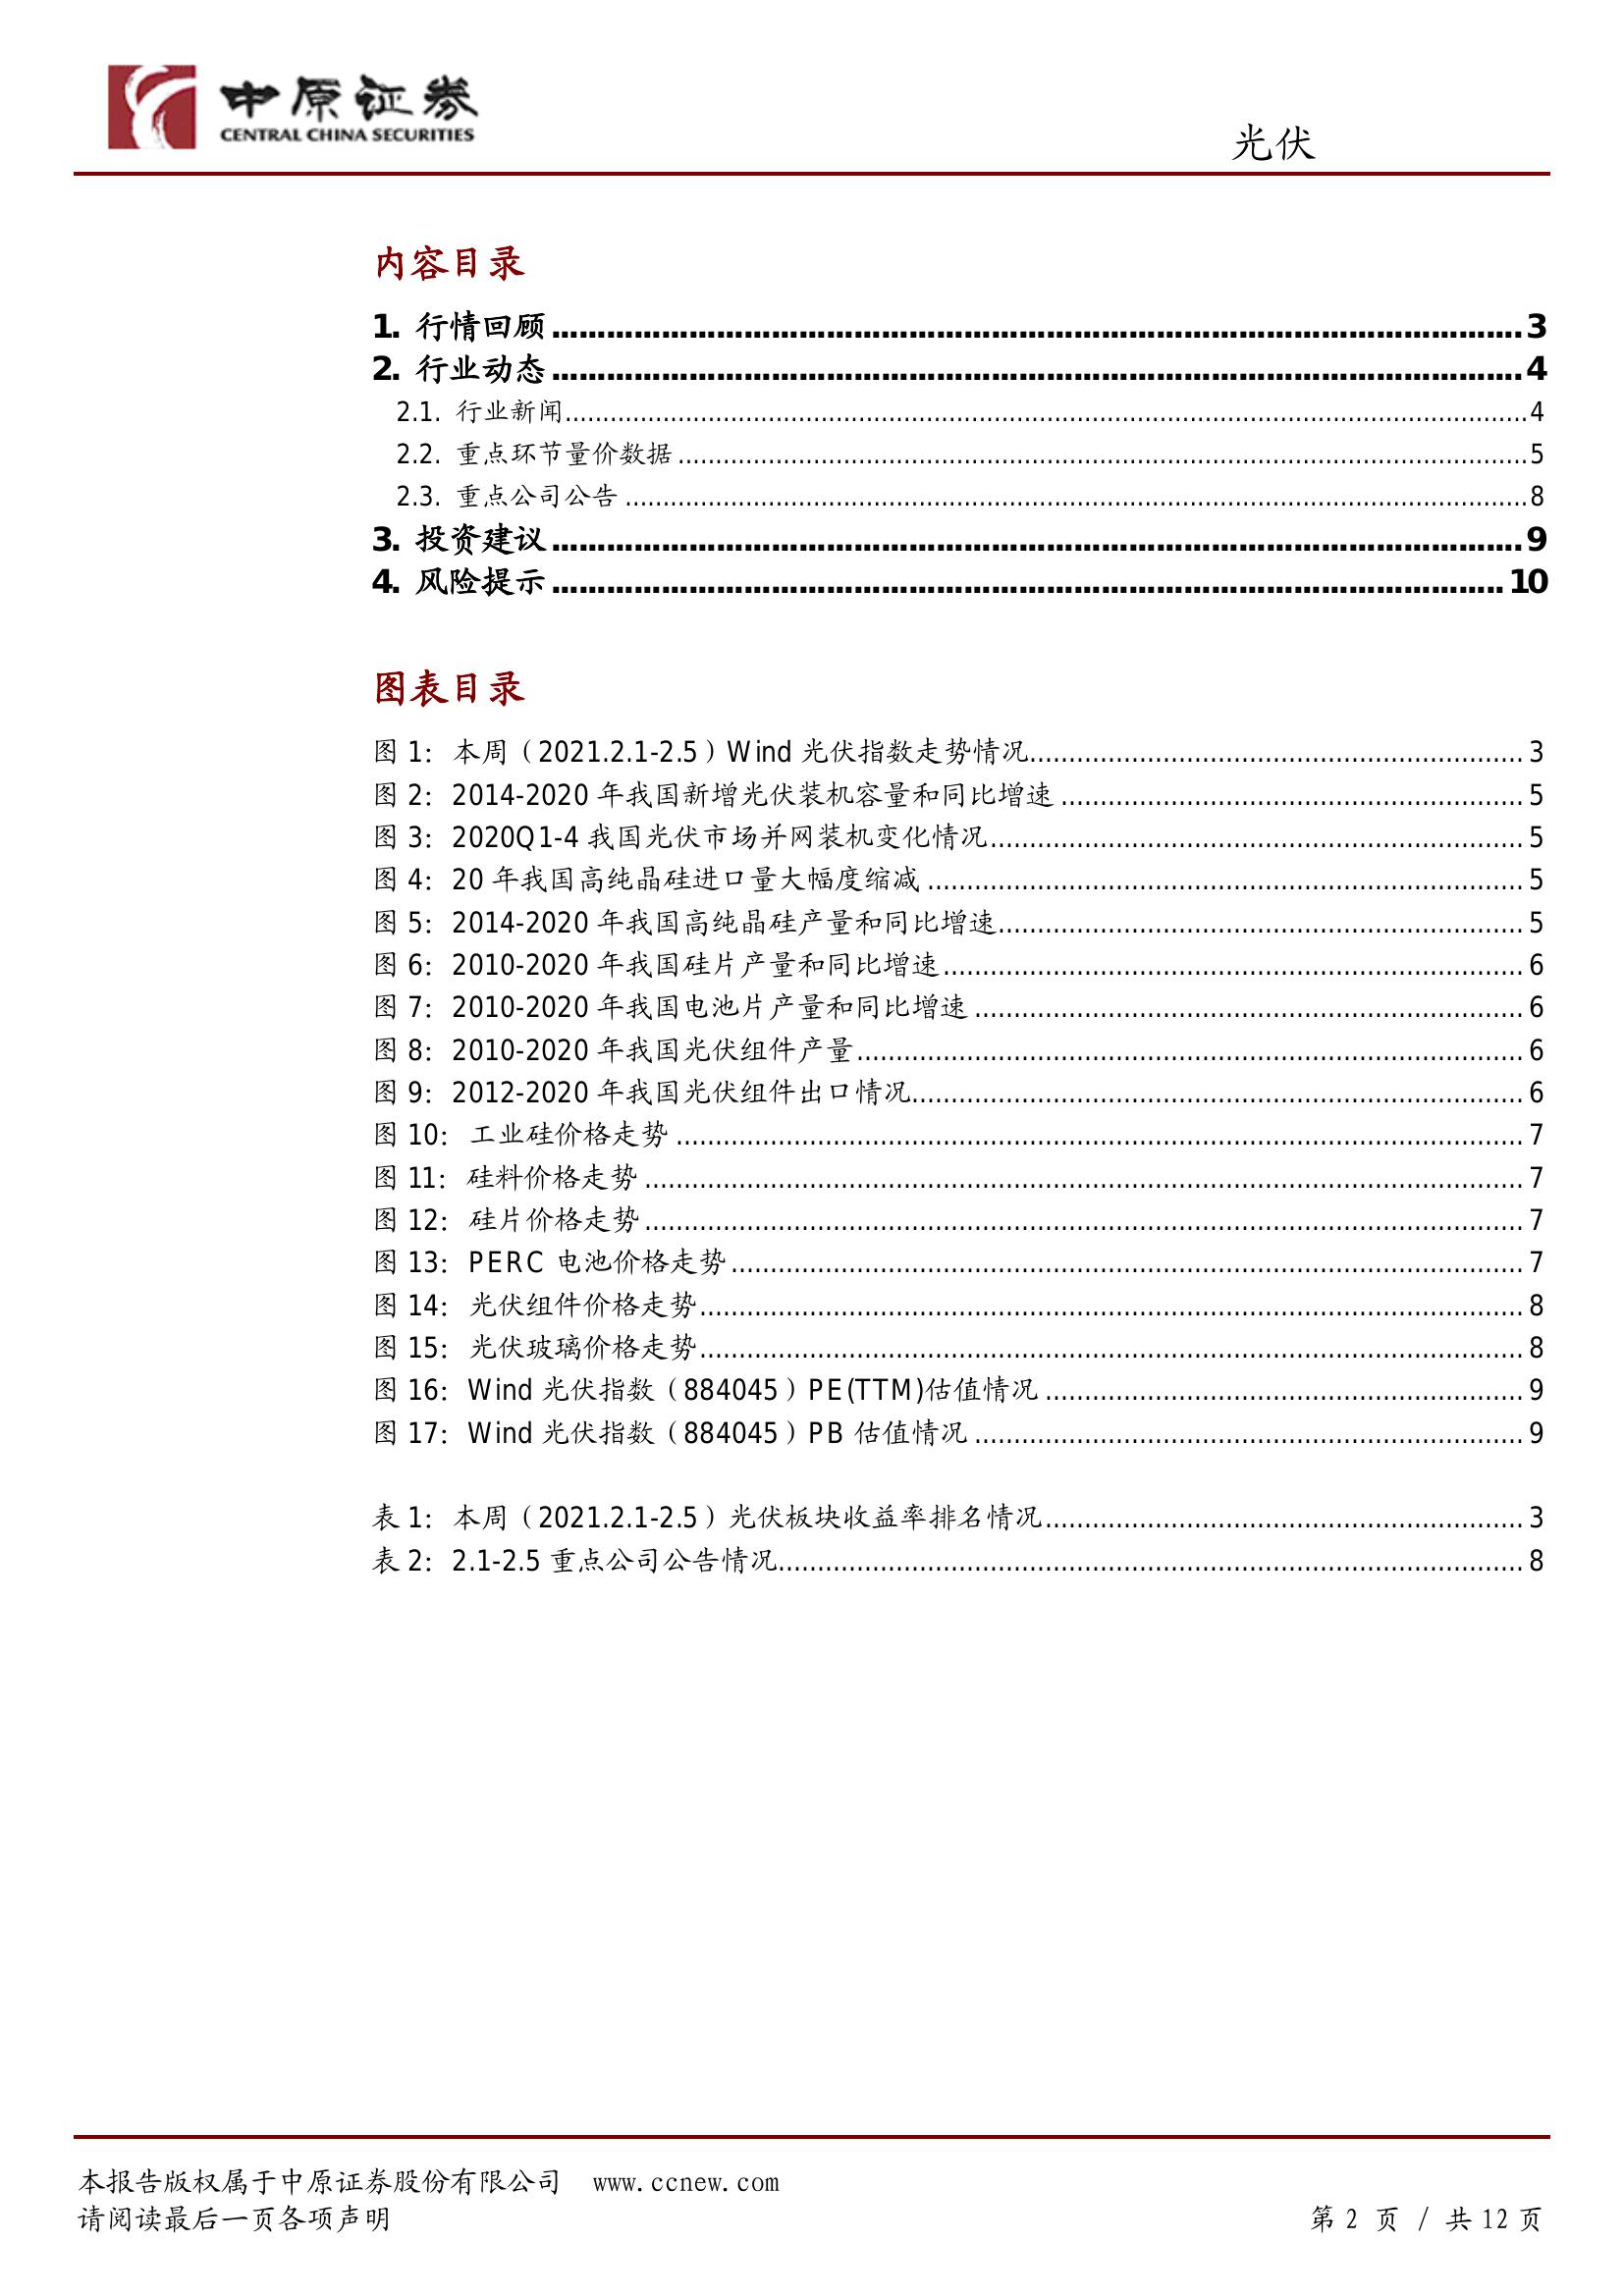 中原证券
CENTRAL CHINA SECURITIES
光伏
内容目录
1. 行情回顾........................................3
2. 行业动态........................................4
2.1. 行业新闻........................................4
2.2. 重点环节量价数据........................................5
2.3. 重点公司公告........................................8
3. 投资建议........................................9
4. 风险提示........................................10
图表目录
图 1：本周（2021.2.1-2.5）Wind 光伏指数走势情况........................................3
图 2：2014-2020 年我国新增光伏装机容量和同比增速........................................5
图 3：2020Q1-4 我国光伏市场并网装机变化情况........................................5
图 4：20 年我国高纯晶硅进口量大幅度缩减........................................5
图 5：2014-2020 年我国高纯晶硅产量和同比增速........................................5
图 6：2010-2020 年我国硅片产量和同比增速........................................6
图 7：2010-2020 年我国电池片产量和同比增速........................................6
图 8：2010-2020 年我国光伏组件产量........................................6
图 9：2012-2020 年我国光伏组件出口情况........................................6
图 10：工业硅价格走势........................................7
图 11：硅料价格走势........................................7
图 12：硅片价格走势........................................7
图 13：PERC 电池价格走势........................................7
图 14：光伏组件价格走势........................................8
图 15：光伏玻璃价格走势........................................8
图 16：Wind 光伏指数（884045）PE(TTM)估值情况........................................9
图 17：Wind 光伏指数（884045）PB 估值情况........................................9
表 1：本周（2021.2.1-2.5）光伏板块收益率排名情况........................................3
表 2：2.1-2.5 重点公司公告情况........................................8
本报告版权属于中原证券股份有限公司 www.ccnew.com
请阅读最后一页各项声明
第 2 页 / 共 12 页